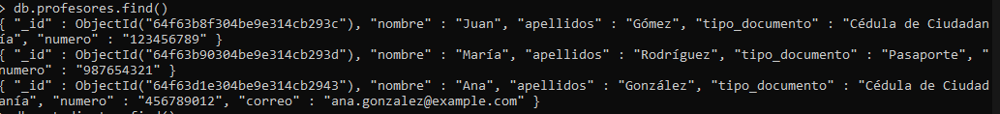 > db.profesores.find()
{ "_id" : ObjectId("64f63b8f304be9e314cb293c"), "nombre" : "Juan", "apellidos" : "Gómez", "tipo_documento" : "Cédula de Ciudadan
ía", "numero" : "123456789" }
{ "_id" : ObjectId("64f63b90304be9e314cb293d"), "nombre" : "María", "apellidos" : "Rodríguez", "tipo_documento" : "Pasaporte", "
numero" : "987654321" }
{ "_id" : ObjectId("64f63d1e304be9e314cb2943"), "nombre" : "Ana", "apellidos" : "González", "tipo_documento" : "Cédula de Ciudad
anía", "numero" : "456789012", "correo" : "ana.gonzalez@example.com" }